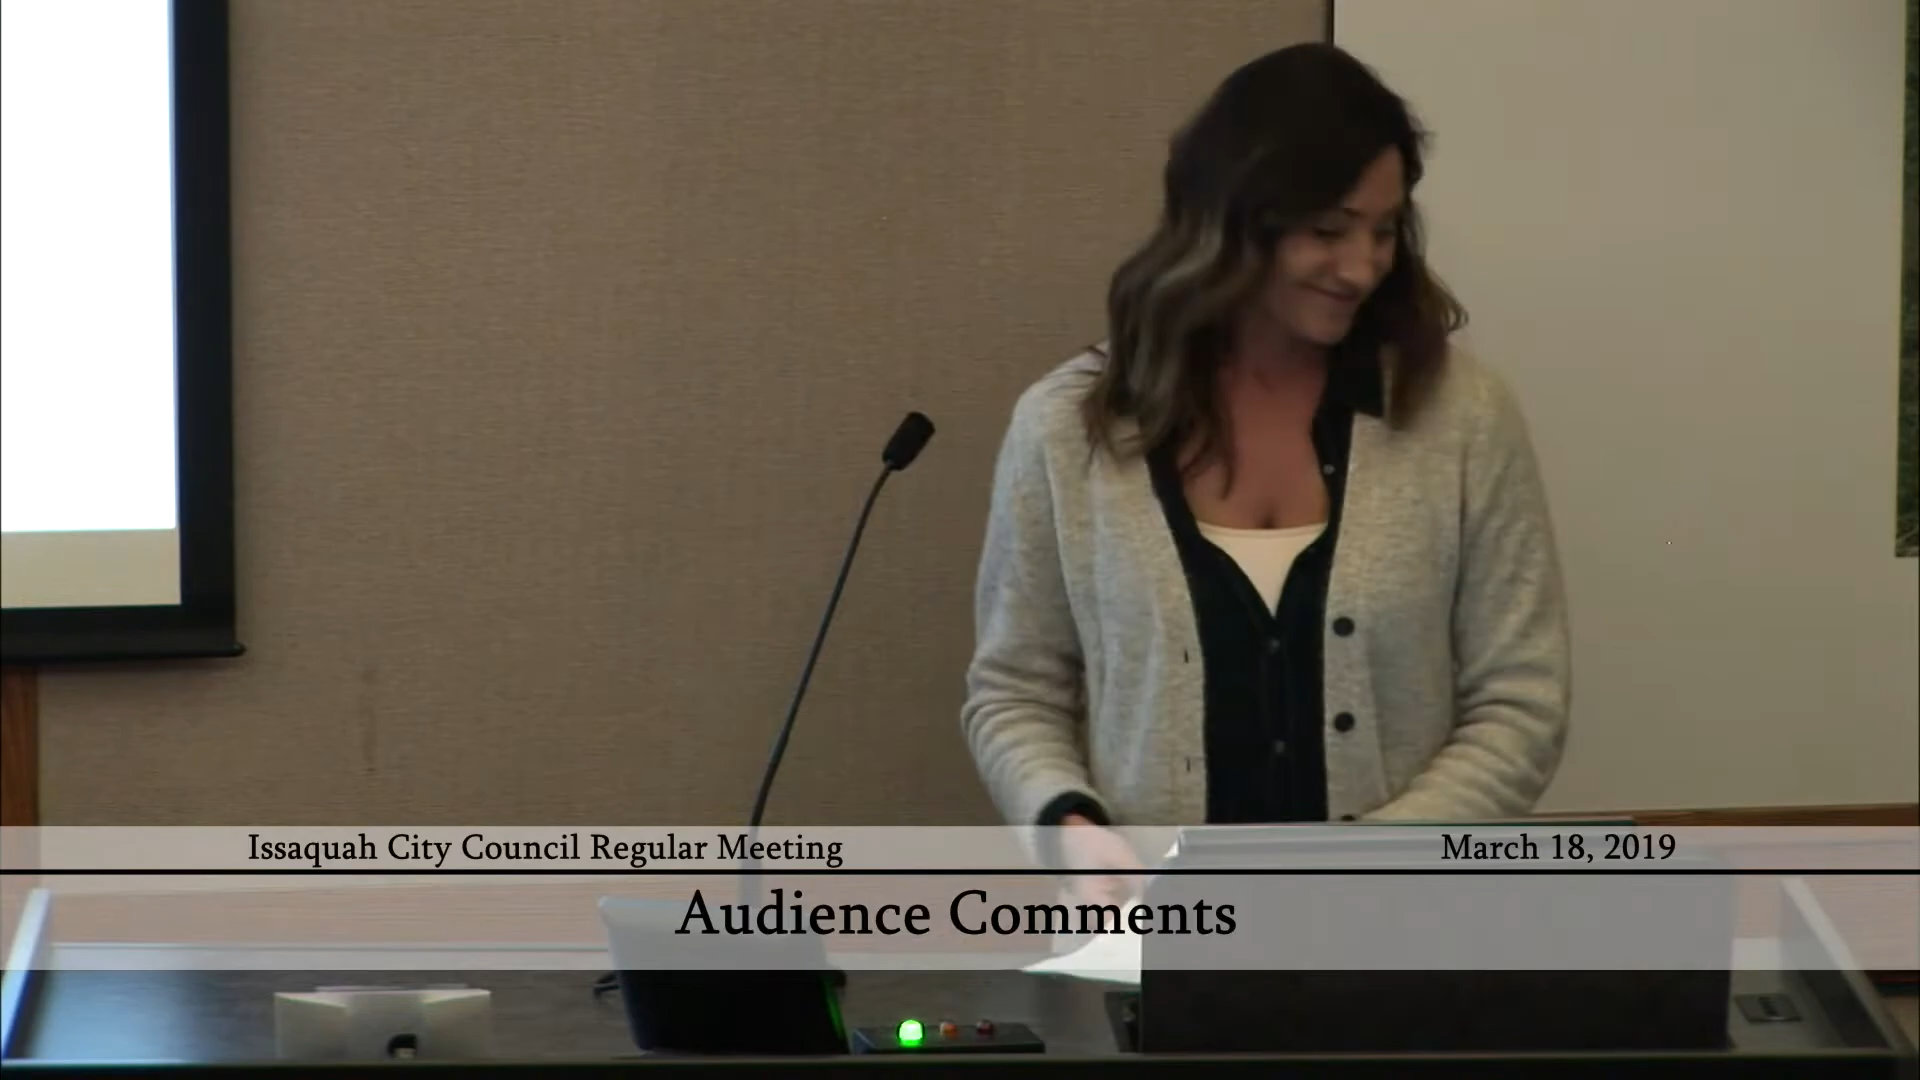 Issaquah City Council Regular Meeting March 18, 2019
Audience Comments